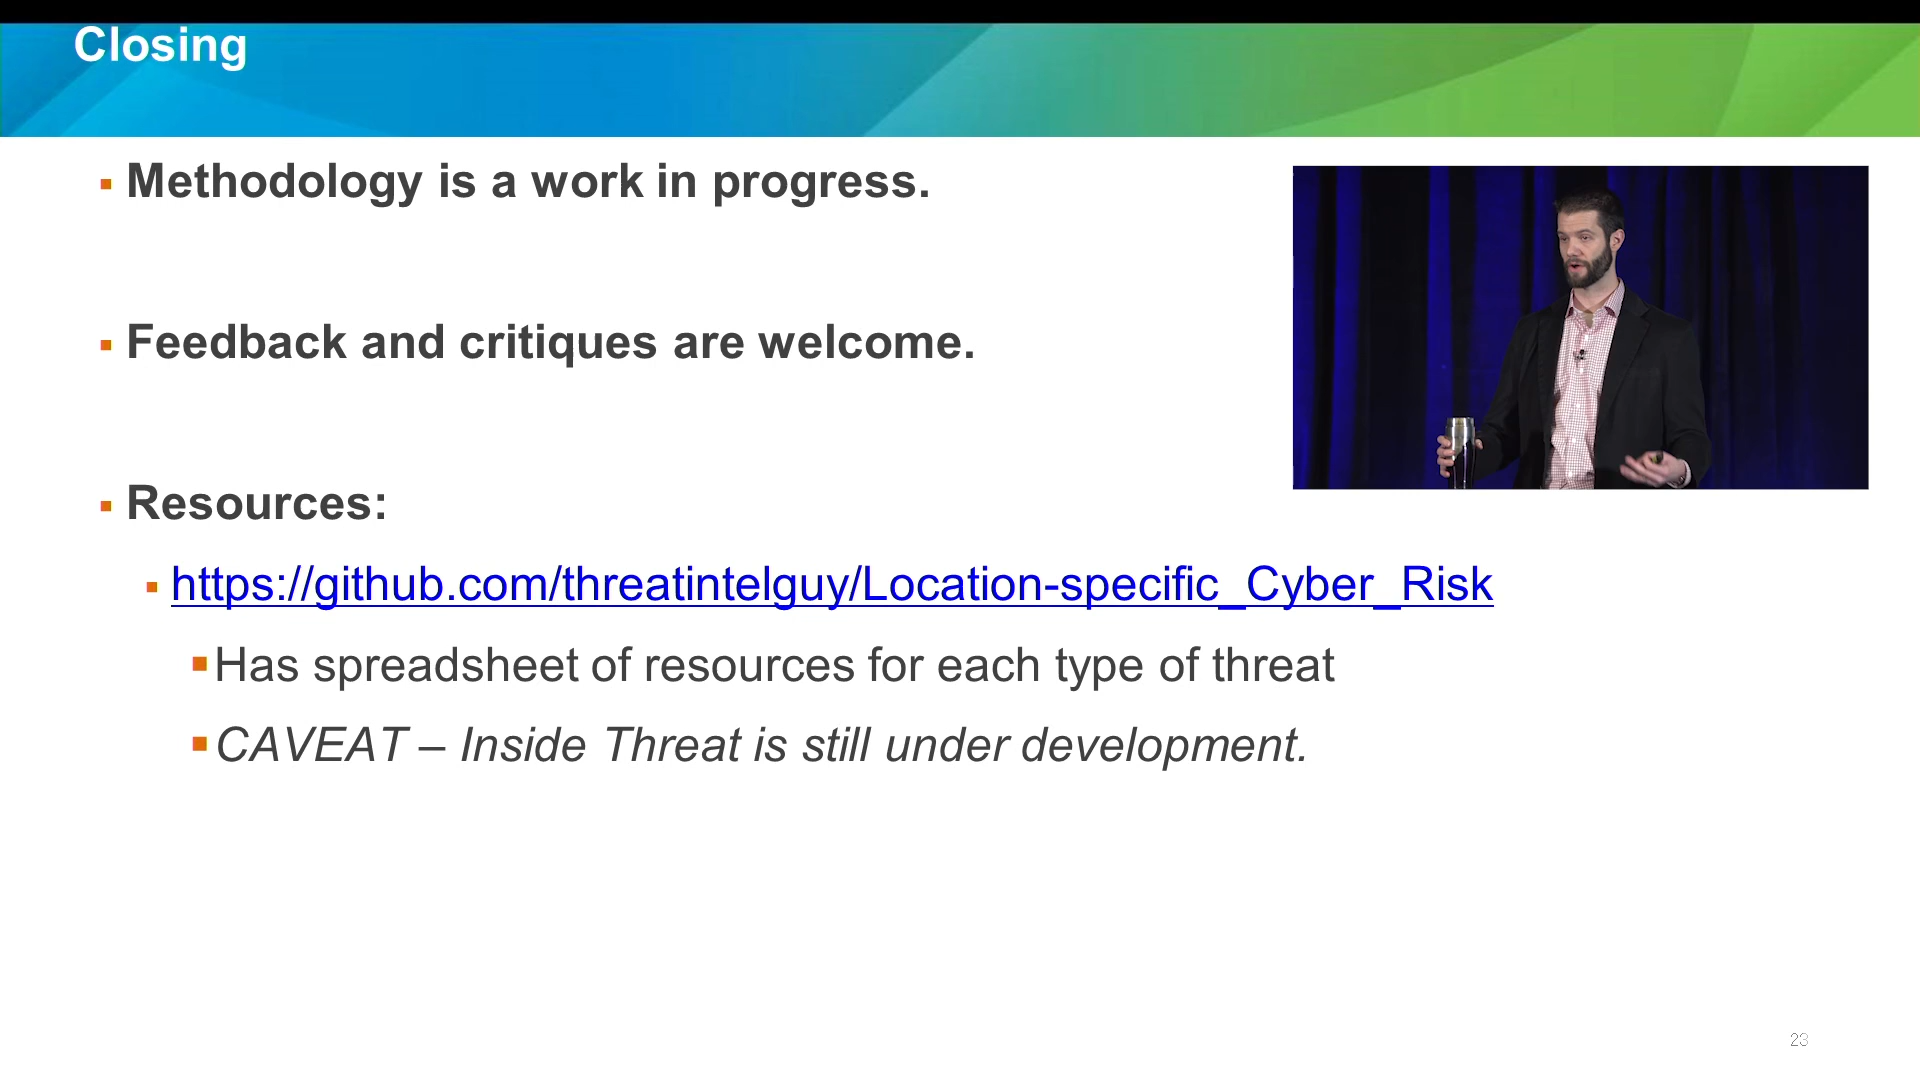 Closing
Methodology is a work in progress.
Feedback and critiques are welcome.
Resources:
https://github.com/threatintelguy/Location-specific_Cyber_Risk
Has spreadsheet of resources for each type of threat
CAVEAT – Inside Threat is still under development.
23